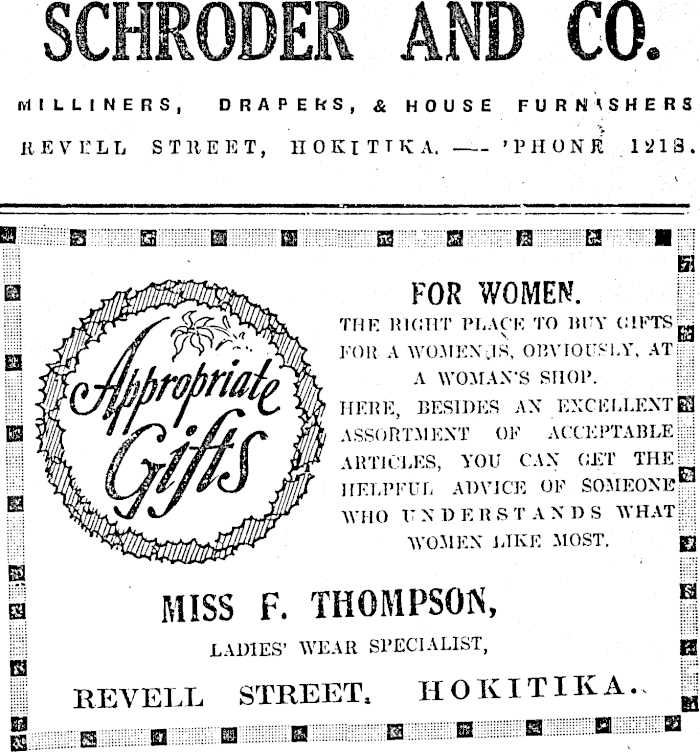 SCHRODER AND CO.
MILLINERS, DRAPERS, & HOUSE FURNISHERS
REVELL STREET, HOKITIKA. —- 'PHONE 1218.
Appropriate
Gifts
FOR WOMEN.
THE RIGHT PLACE TO BUY GIFTS
FOR A WOMEN IS, OBVIOUSLY, AT
A WOMAN'S SHOP.
HERE, BESIDES AN EXCELLENT
ASSORTMENT OF ACCEPTABLE
ARTICLES, YOU CAN GET THE
HELPFUL ADVICE OF SOMEONE
WHO UNDERSTANDS WHAT
WOMEN LIKE MOST.
MISS F. THOMPSON,
LADIES' WEAR SPECIALIST,
REVELL STREET, HOKITIKA.